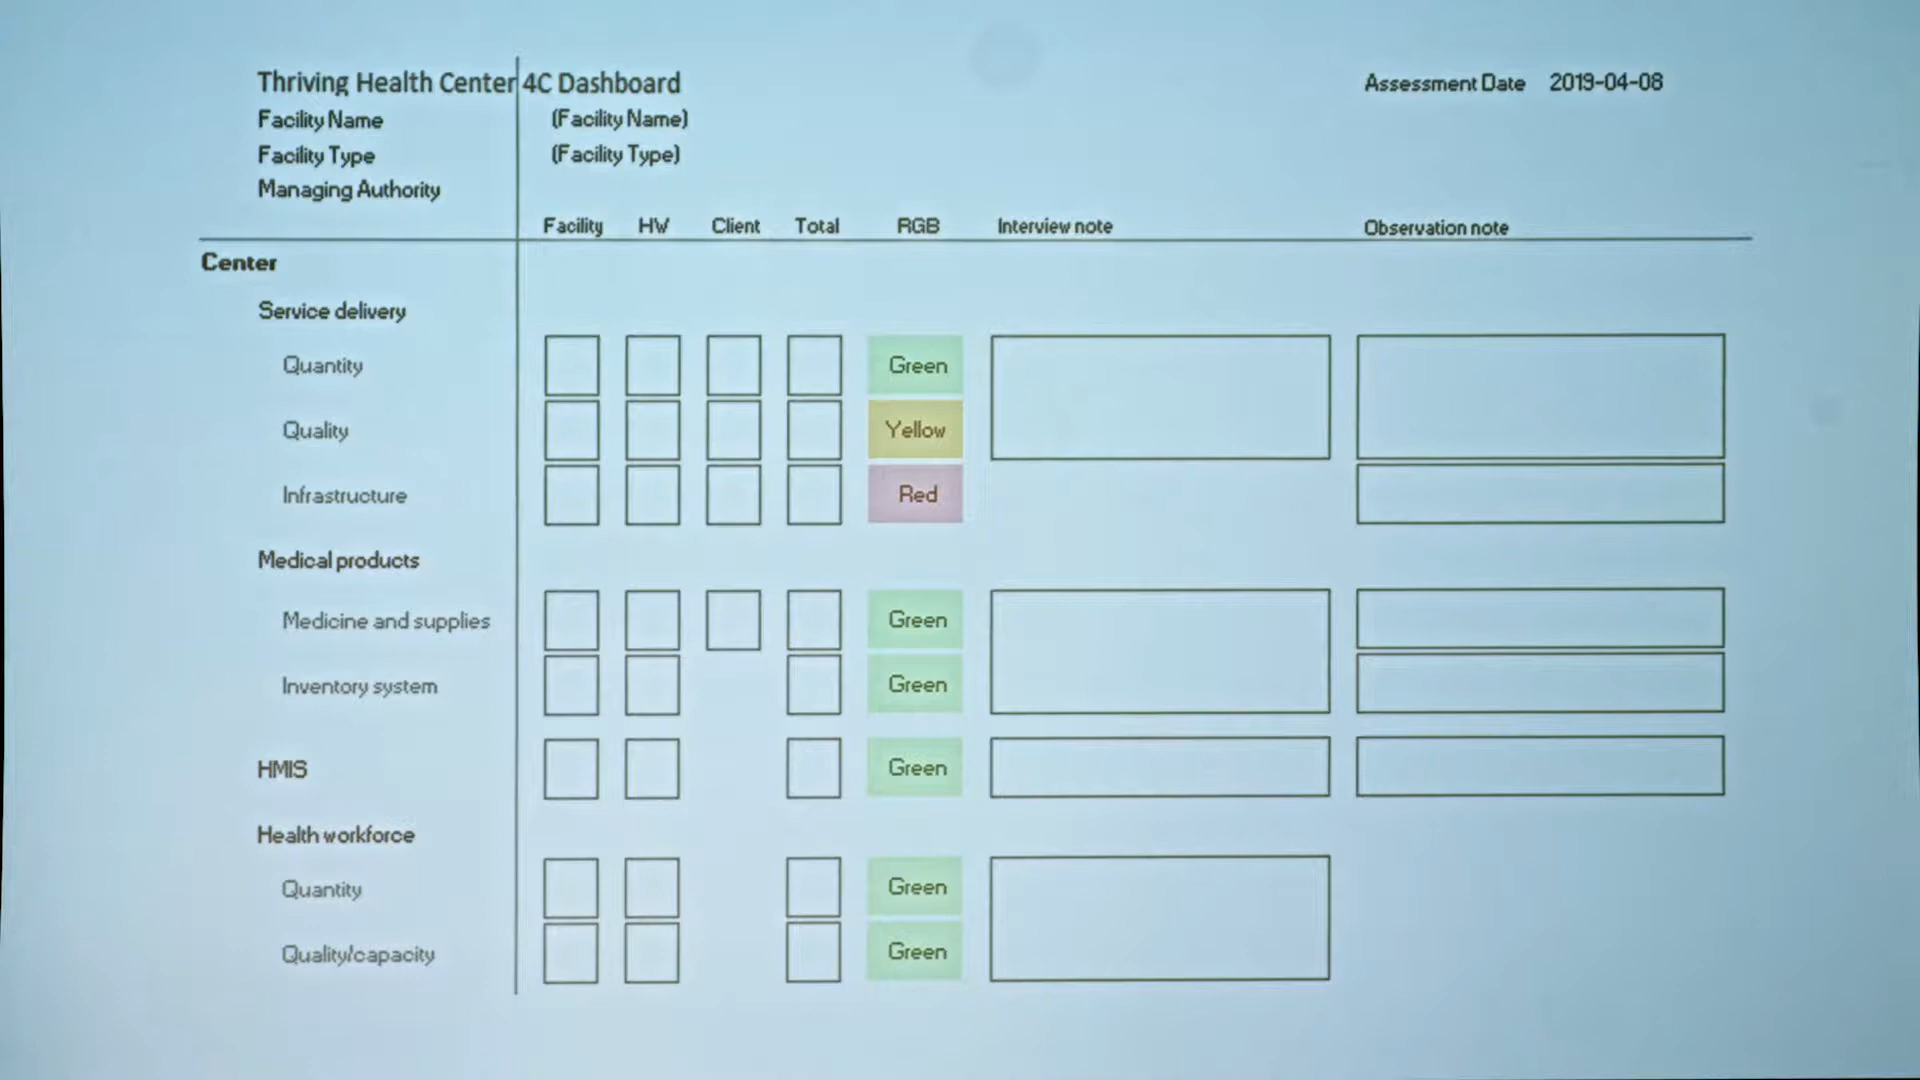 Thriving Health Center 4C Dashboard Assessment Date 2019-04-08
Facility Name (Facility Name)
Facility Type (Facility Type)
Managing Authority
Facility HW Client Total RGB Interview note Observation note
Center
Service delivery
Quantity Green
Quality Yellow
Infrastructure Red
Medical products
Medicine and supplies Green
Inventory system Green
HMIS Green
Health workforce
Quantity Green
Quality/capacity Green